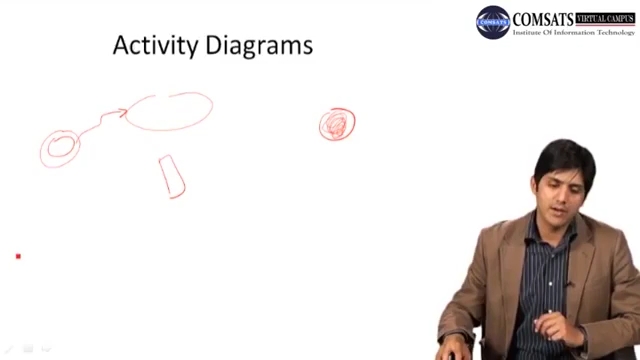 COMSATS VIRTUAL CAMPUS
Institute Of Information Technology
COMSATS
Activity Diagrams